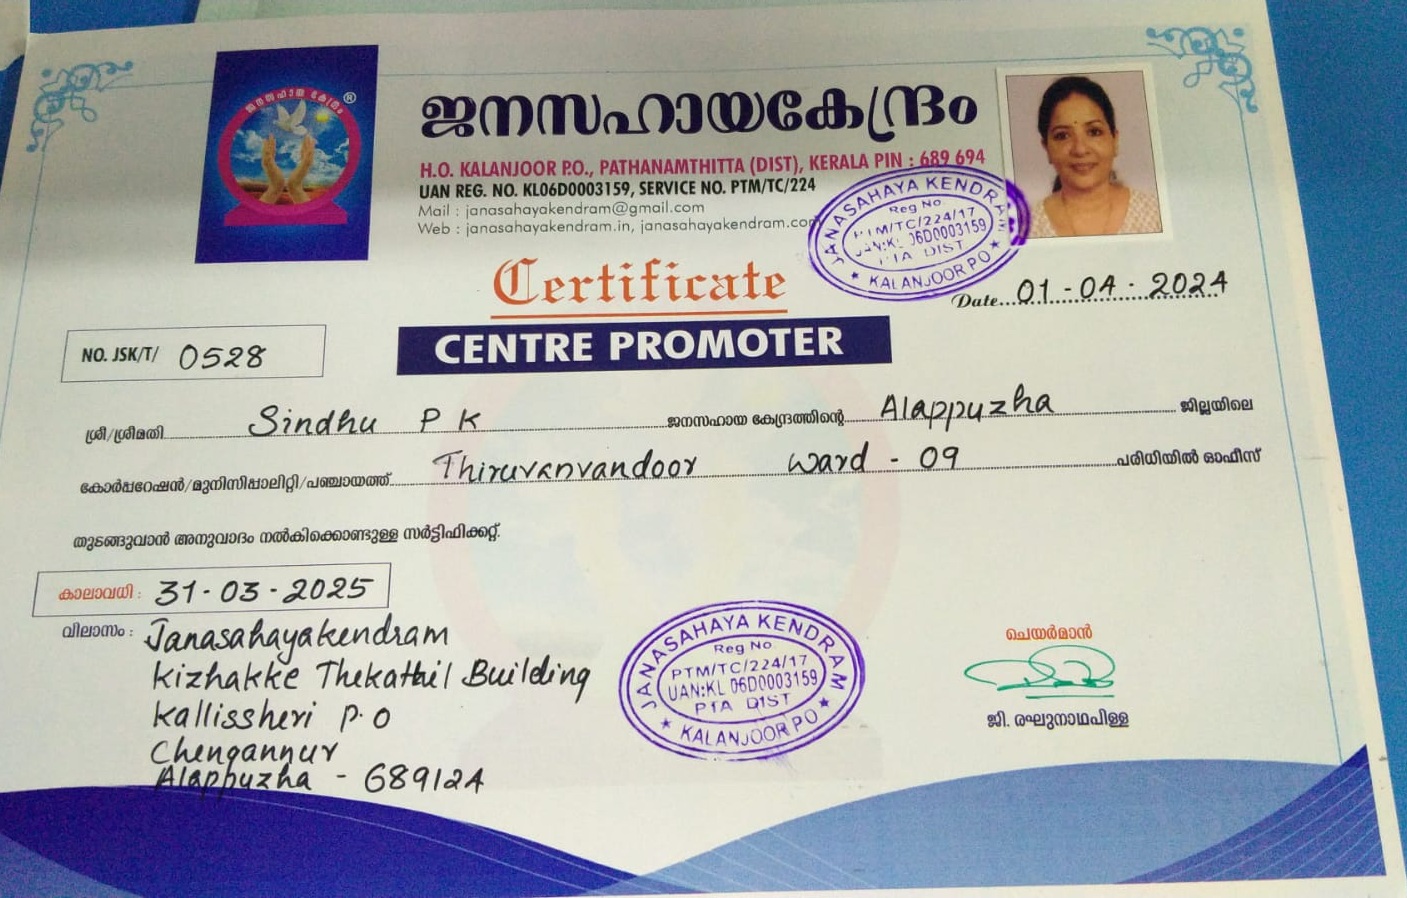 ജനസഹായ കേന്ദ്രം ®
ജനസഹായകേന്ദ്രം
H.O. KALANJOOR P.O., PATHANAMTHITTA (DIST), KERALA PIN : 689 694
UAN REG. NO. KL06D0003159, SERVICE NO. PTM/TC/224
Mail : janasahayakendram@gmail.com
Web : janasahayakendram.in, janasahayakendram.com
JANASAHAYA KENDRAM
Reg No
PTM/TC/224/17
UAN:KL 06D0003159
PTA DIST
KALANJOOR PO
Certificate
Date...01-04-2024
NO. JSK/T/ 0528
CENTRE PROMOTER
ശ്രീ/ശ്രീമതി Sindhu P K ജനസഹായ കേന്ദ്രത്തിന്റെ Alappuzha ജില്ലയിലെ
കോർപ്പറേഷൻ/മുനിസിപ്പാലിറ്റി/പഞ്ചായത്ത് Thiruvanvandoor Ward - 09 പരിധിയിൽ ഓഫീസ്
തുടങ്ങുവാൻ അനുവാദം നൽകിക്കൊണ്ടുള്ള സർട്ടിഫിക്കറ്റ്.
കാലാവധി : 31-03-2025
വിലാസം : Janasahayakendram
Kizhakke Thekathil Building
Kallissheri P.O
Chengannur
Alappuzha - 689124
JANASAHAYA KENDRAM
Reg No
PTM/TC/224/17
UAN:KL 06D0003159
PTA DIST
KALANJOOR PO
ചെയർമാൻ
ജി. രഘുനാഥപിള്ള